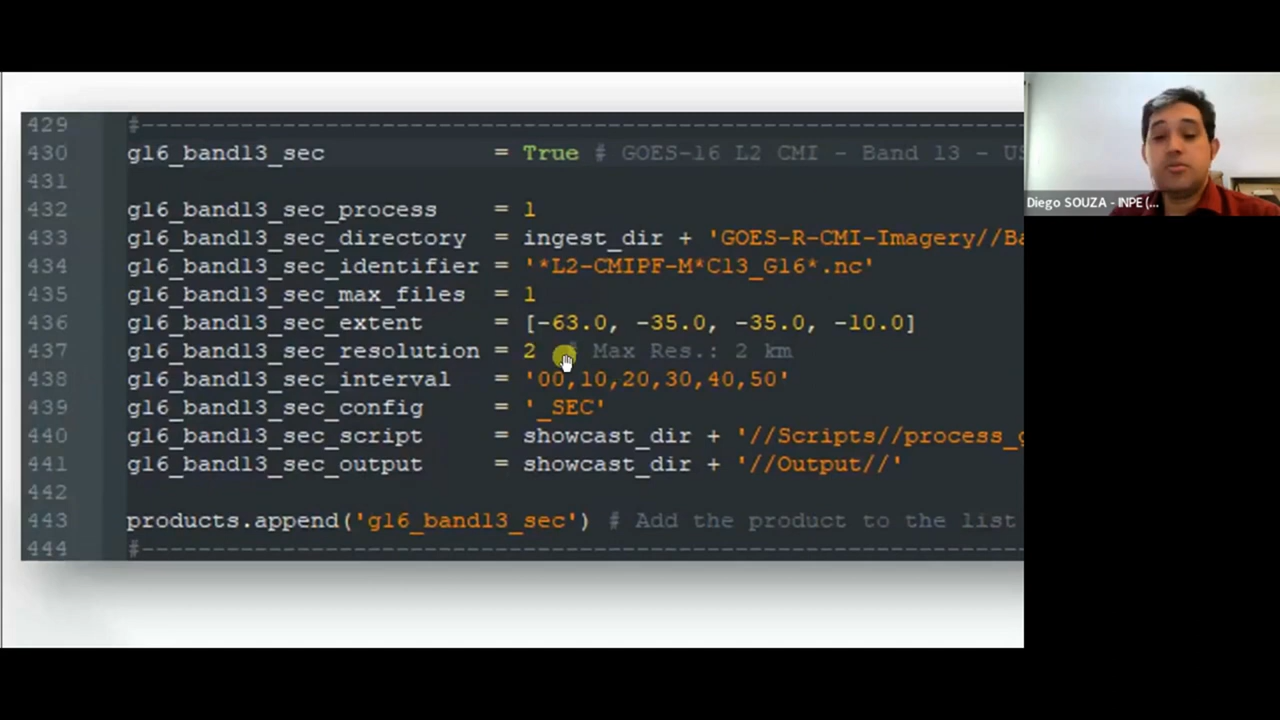 429 #----------------------------------------------------------------
430 g16_band13_sec = True # GOES-16 L2 CMI - Band 13 - US
431
432 g16_band13_sec_process = 1
433 g16_band13_sec_directory = ingest_dir + 'GOES-R-CMI-Imagery//Ba
434 g16_band13_sec_identifier = '*L2-CMIPF-M*C13_G16*.nc'
435 g16_band13_sec_max_files = 1
436 g16_band13_sec_extent = [-63.0, -35.0, -35.0, -10.0]
437 g16_band13_sec_resolution = 2 # Max Res.: 2 km
438 g16_band13_sec_interval = '00,10,20,30,40,50'
439 g16_band13_sec_config = '_SEC'
440 g16_band13_sec_script = showcast_dir + '//Scripts//process_g
441 g16_band13_sec_output = showcast_dir + '//Output//'
442
443 products.append('g16_band13_sec') # Add the product to the list
444 #----------------------------------------------------------------
Diego SOUZA - INPE (...